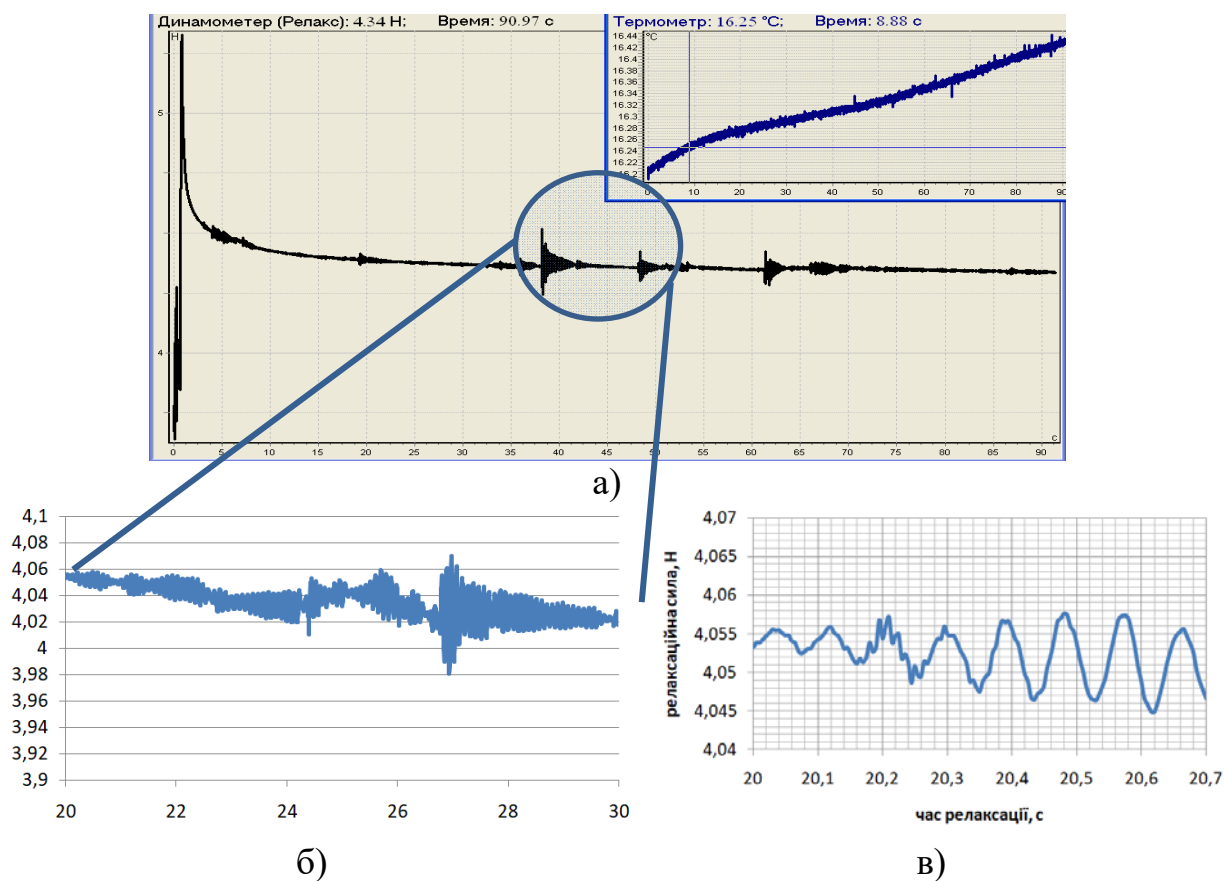 Динамометер (Релакс): 4.34 Н; Время: 90.97 с
Термометр: 16.25 °С; Время: 8.88 с
Н
5
4
0 5 10 15 20 25 30 35 40 45 50 55 60 65 70 75 80 85 90
с
°C
16.44
16.42
16.4
16.38
16.36
16.34
16.32
16.3
16.28
16.26
16.24
16.22
16.2
0 10 20 30 40 50 60 70 80 90
а)
4,1
4,08
4,06
4,04
4,02
4
3,98
3,96
3,94
3,92
3,9
20 22 24 26 28 30
б)
релаксаційна сила, Н
4,07
4,065
4,06
4,055
4,05
4,045
4,04
20 20,1 20,2 20,3 20,4 20,5 20,6 20,7
час релаксації, с
в)